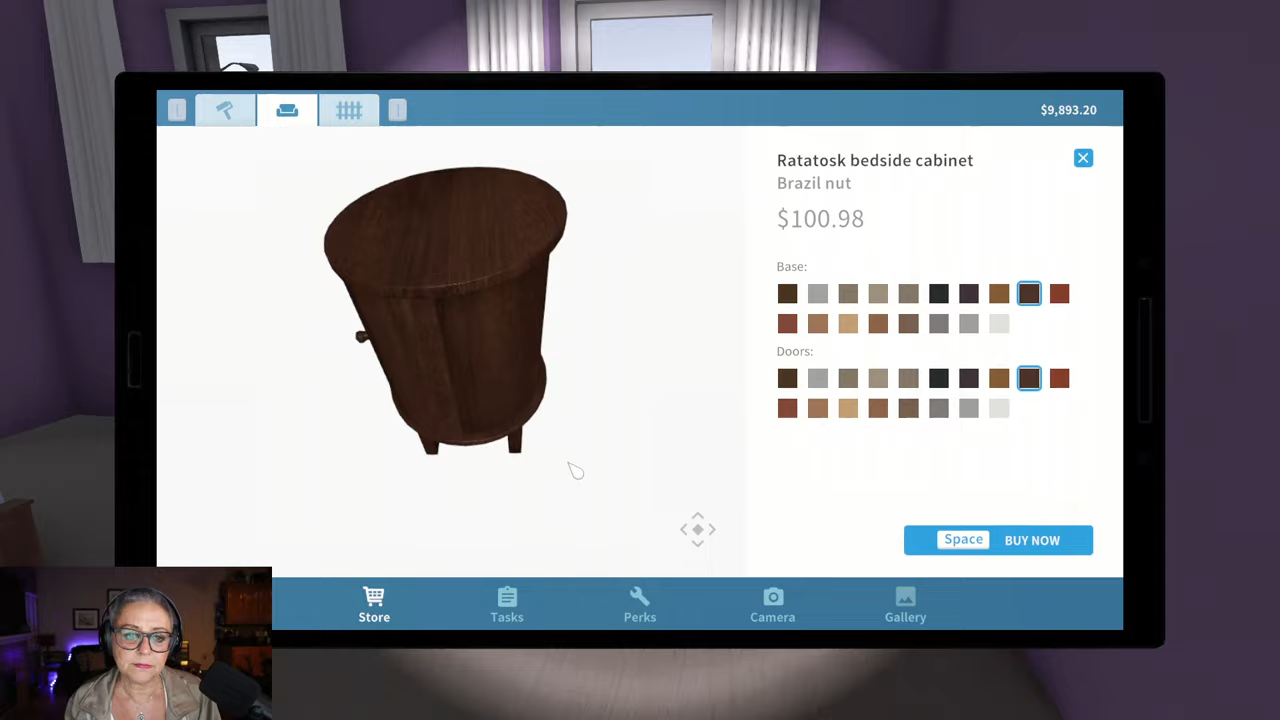 $9,893.20
Ratatosk bedside cabinet
Brazil nut
$100.98
Base:
Doors:
Space BUY NOW
Store
Tasks
Perks
Camera
Gallery